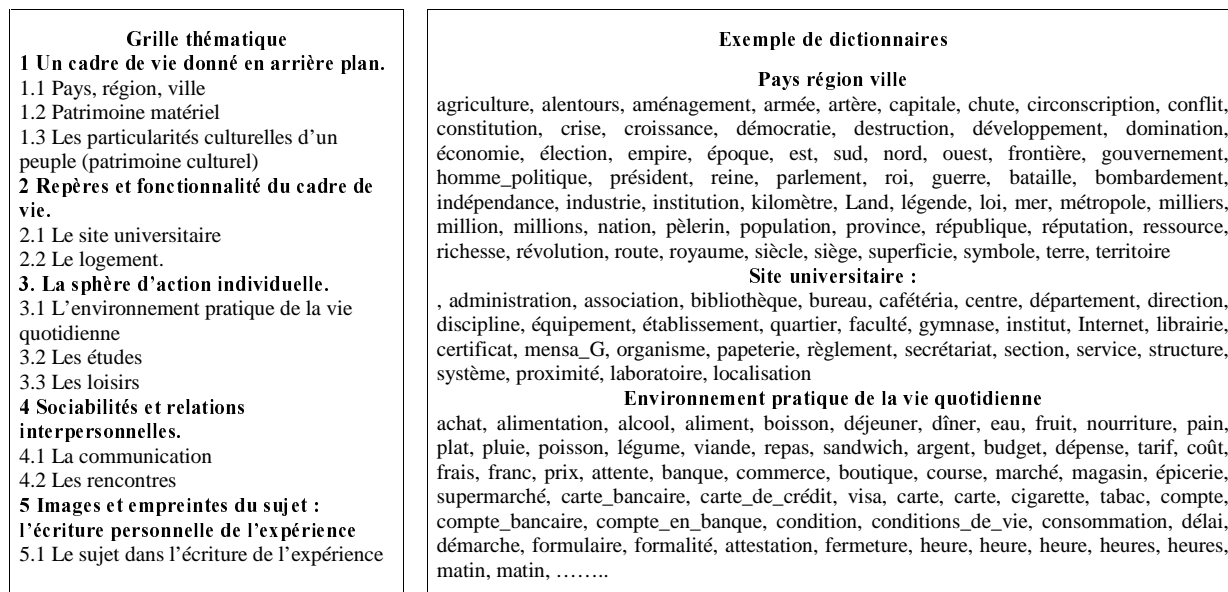 Grille thématique
1 Un cadre de vie donné en arrière plan.
1.1 Pays, région, ville
1.2 Patrimoine matériel
1.3 Les particularités culturelles d'un
peuple (patrimoine culturel)
2 Repères et fonctionnalité du cadre de
vie.
2.1 Le site universitaire
2.2 Le logement.
3. La sphère d'action individuelle.
3.1 L'environnement pratique de la vie
quotidienne
3.2 Les études
3.3 Les loisirs
4 Sociabilités et relations
interpersonnelles.
4.1 La communication
4.2 Les rencontres
5 Images et empreintes du sujet :
l'écriture personnelle de l'expérience
5.1 Le sujet dans l'écriture de l'expérience
Exemple de dictionnaires
Pays région ville
agriculture, alentours, aménagement, armée, artère, capitale, chute, circonscription, conflit,
constitution, crise, croissance, démocratie, destruction, développement, domination,
économie, élection, empire, époque, est, sud, nord, ouest, frontière, gouvernement,
homme_politique, président, reine, parlement, roi, guerre, bataille, bombardement,
indépendance, industrie, institution, kilomètre, Land, légende, loi, mer, métropole, milliers,
million, millions, nation, pèlerin, population, province, république, réputation, ressource,
richesse, révolution, route, royaume, siècle, siège, superficie, symbole, terre, territoire
Site universitaire :
, administration, association, bibliothèque, bureau, cafétéria, centre, département, direction,
discipline, équipement, établissement, quartier, faculté, gymnase, institut, Internet, librairie,
certificat, mensa_G, organisme, papeterie, règlement, secrétariat, section, service, structure,
système, proximité, laboratoire, localisation
Environnement pratique de la vie quotidienne
achat, alimentation, alcool, aliment, boisson, déjeuner, dîner, eau, fruit, nourriture, pain,
plat, pluie, poisson, légume, viande, repas, sandwich, argent, budget, dépense, tarif, coût,
frais, franc, prix, attente, banque, commerce, boutique, course, marché, magasin, épicerie,
supermarché, carte_bancaire, carte_de_crédit, visa, carte, carte, cigarette, tabac, compte,
compte_bancaire, compte_en_banque, condition, conditions_de_vie, consommation, délai,
démarche, formulaire, formalité, attestation, fermeture, heure, heure, heure, heures, heures,
matin, matin, ……..